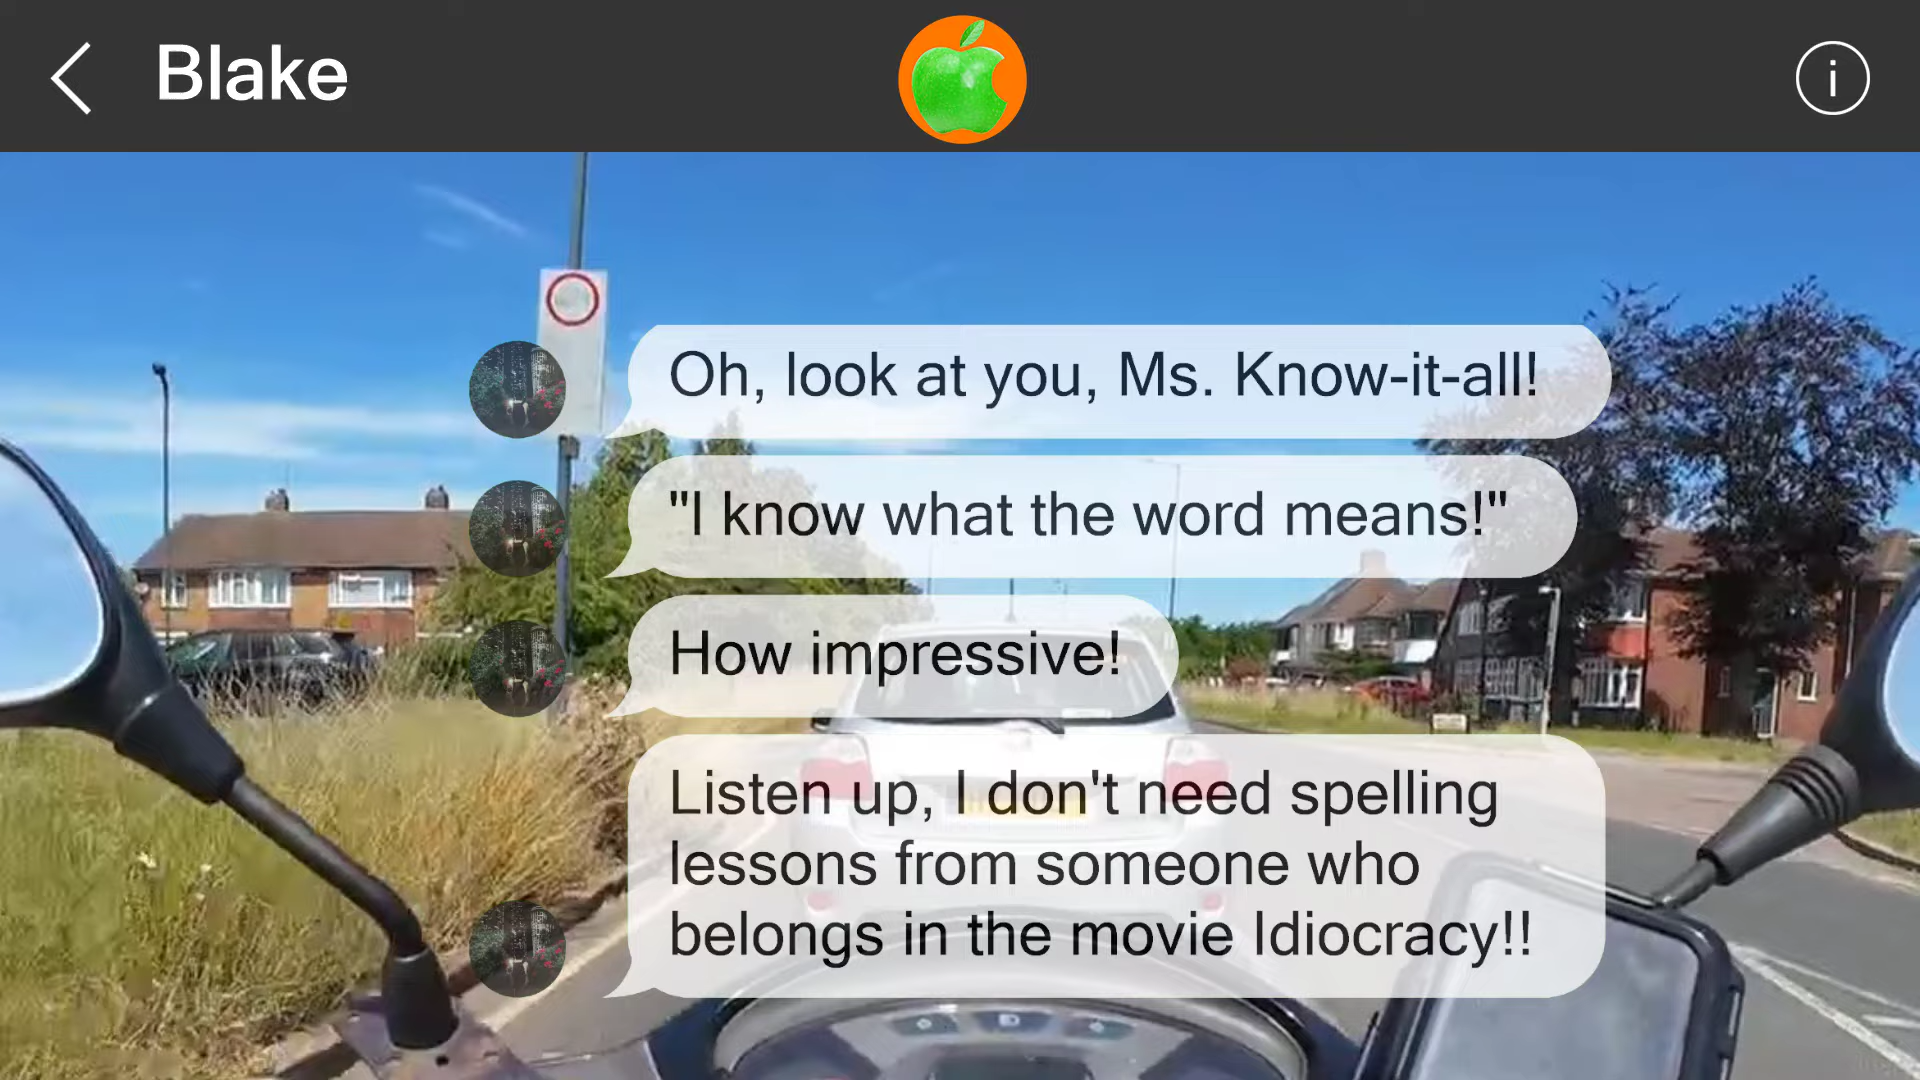 Blake
Oh, look at you, Ms. Know-it-all!
"I know what the word means!"
How impressive!
Listen up, I don't need spelling
lessons from someone who
belongs in the movie Idiocracy!!